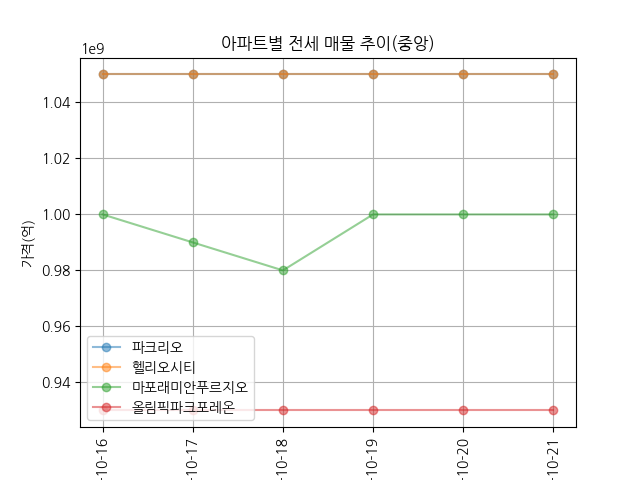 아파트별 전세 매물 추이(중앙)
1e9
1.04
1.02
1.00
0.98
0.96
0.94
가격(억)
파크리오
헬리오시티
마포래미안푸르지오
올림픽파크포레온
-10-16
-10-17
-10-18
-10-19
-10-20
-10-21